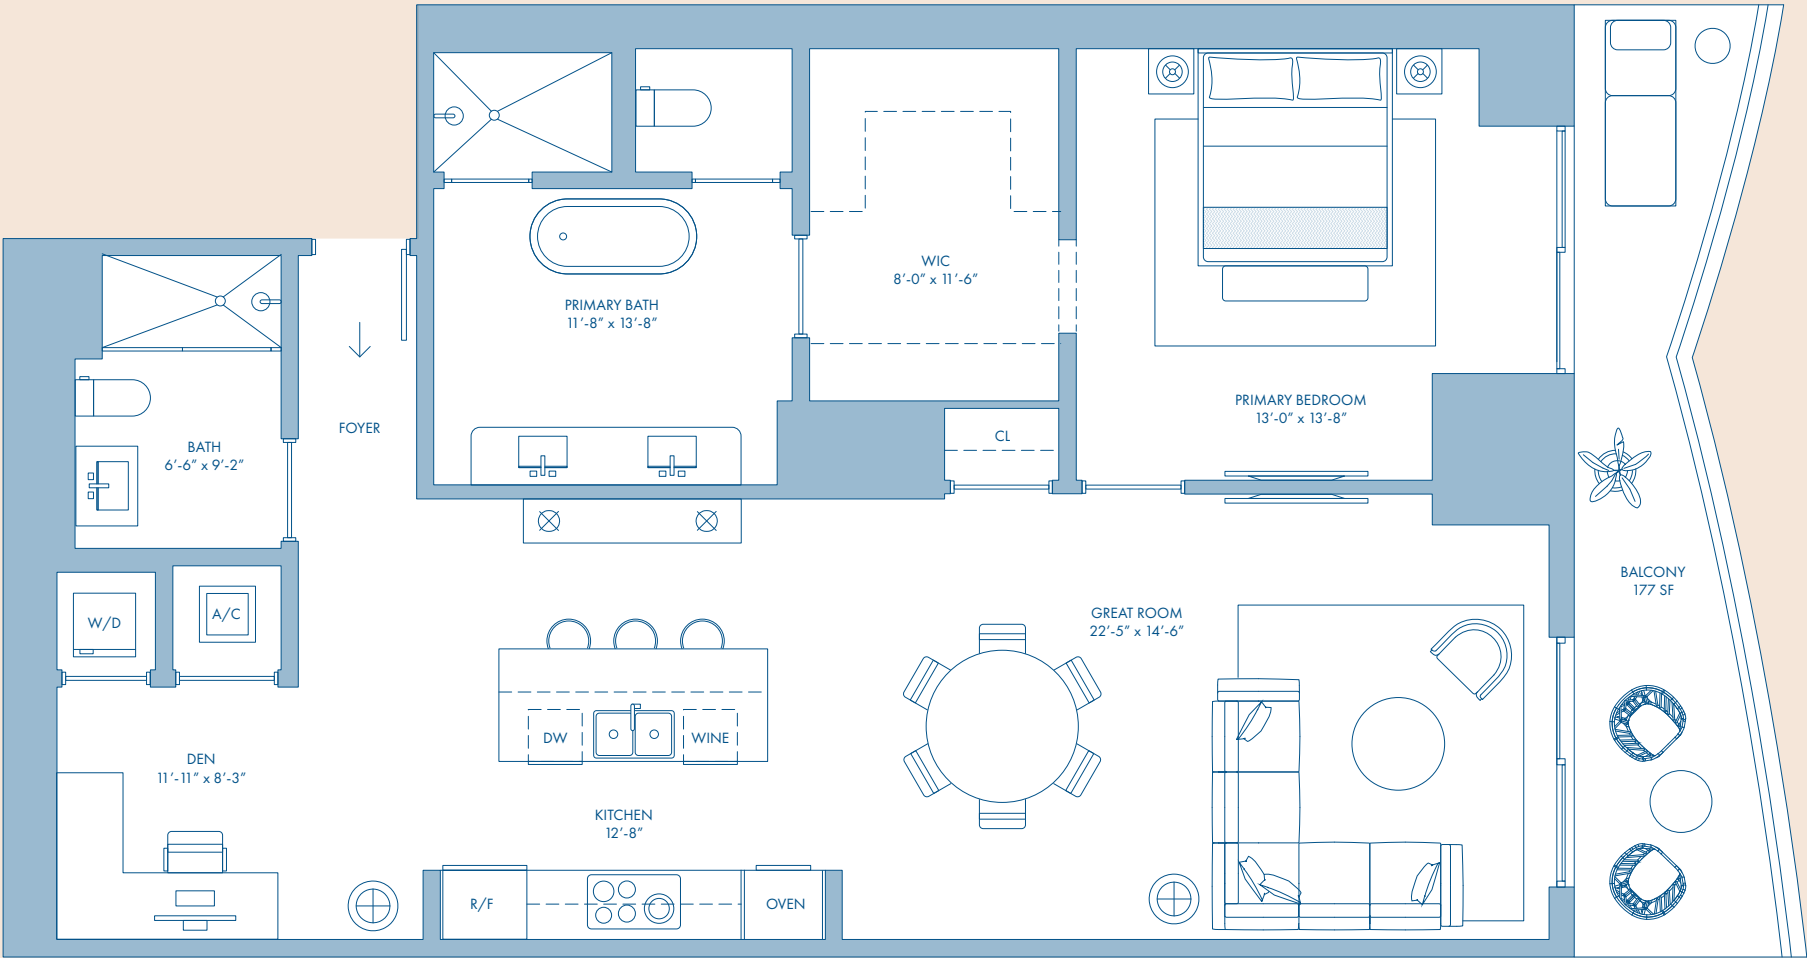 WIC
8’-0” x 11’-6”
PRIMARY BATH
11’-8” x 13’-8”
PRIMARY BEDROOM
13’-0” x 13’-8”
FOYER
CL
BATH
6’-6” x 9’-2”
BALCONY
177 SF
W/D
A/C
GREAT ROOM
22’-5” x 14’-6”
DW
WINE
DEN
11’-11” x 8’-3”
KITCHEN
12’-8”
R/F
OVEN